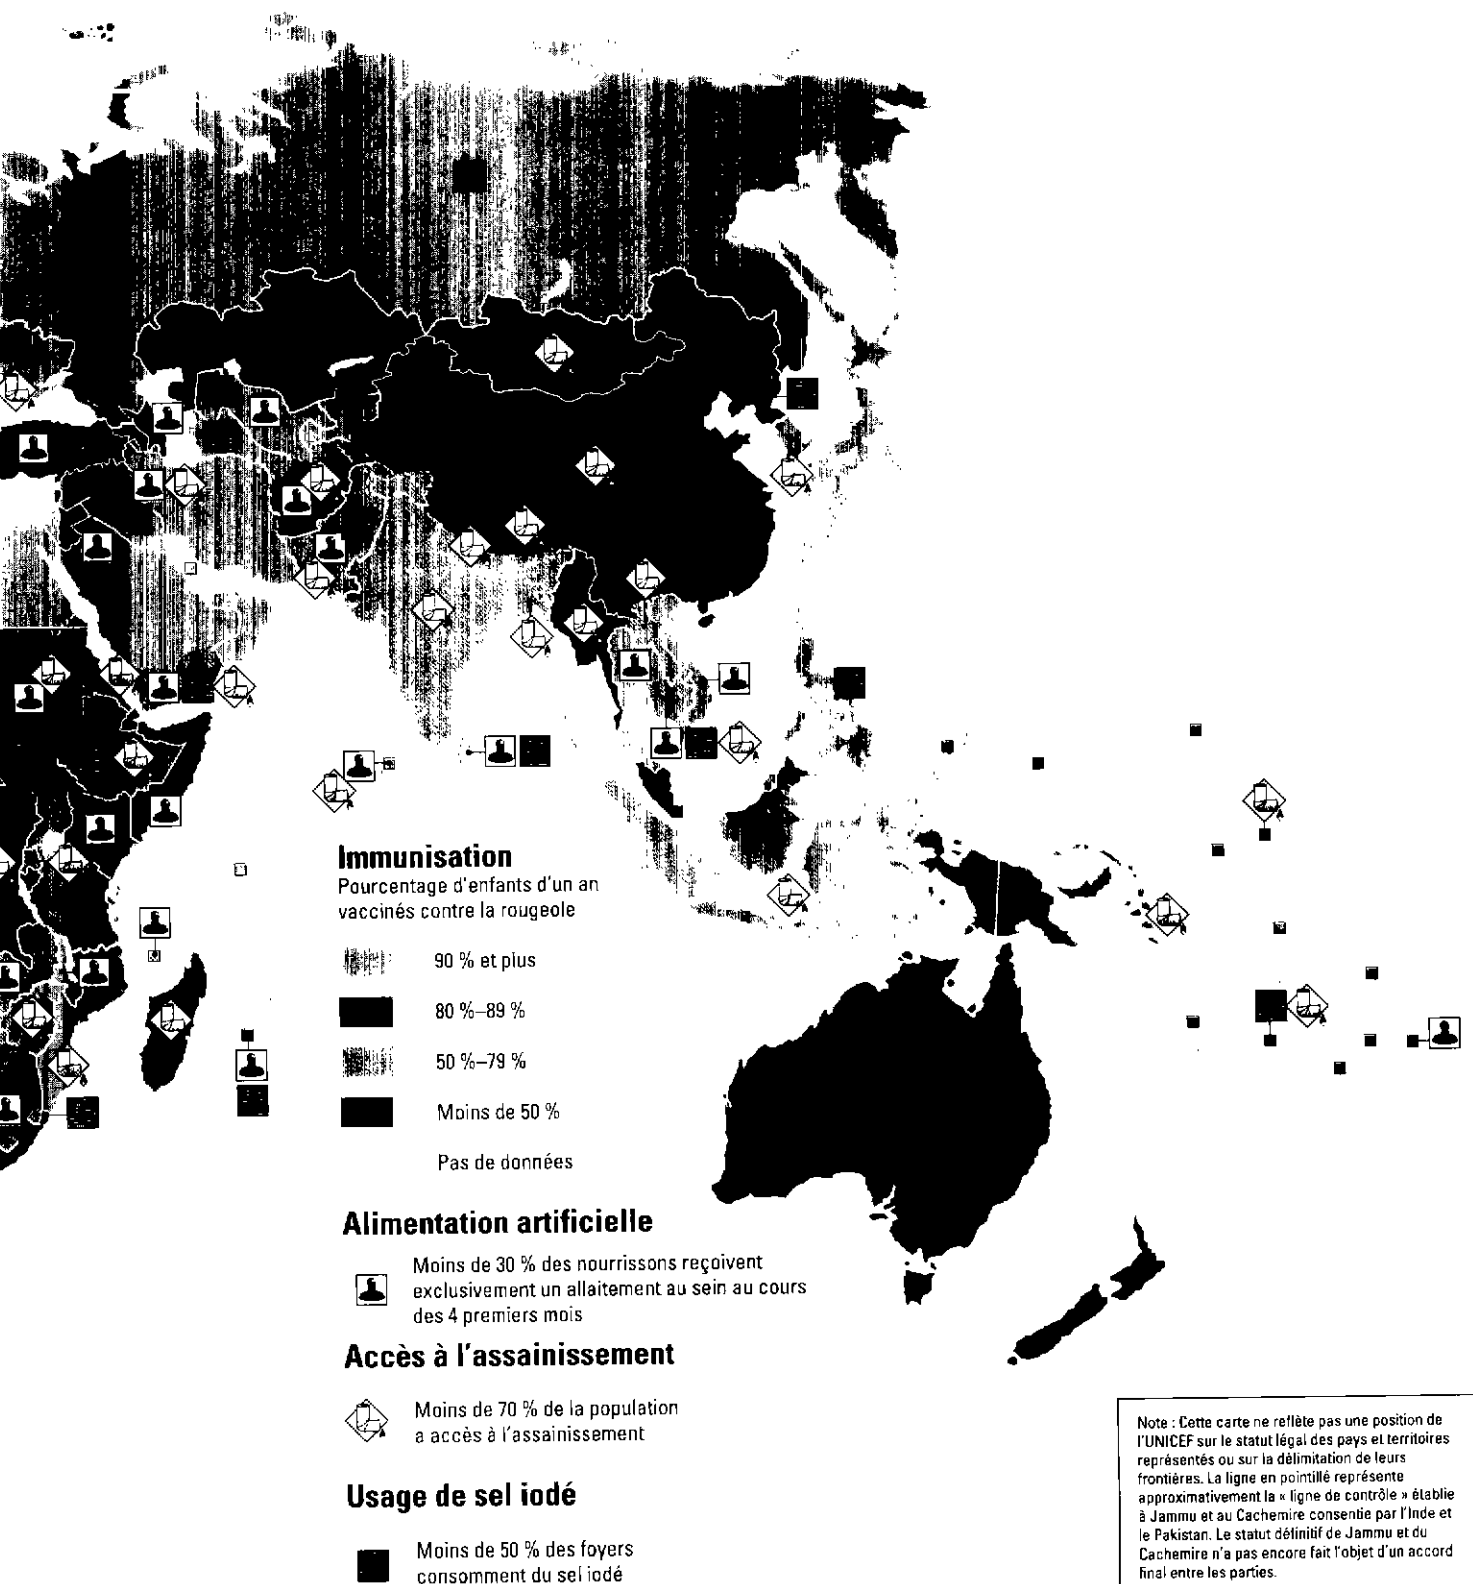 Immunisation
Pourcentage d'enfants d'un an
vaccinés contre la rougeole
90 % et plus
80 %–89 %
50 %–79 %
Moins de 50 %
Pas de données
Alimentation artificielle
Moins de 30 % des nourrissons reçoivent
exclusivement un allaitement au sein au cours
des 4 premiers mois
Accès à l'assainissement
Moins de 70 % de la population
a accès à l'assainissement
Usage de sel iodé
Moins de 50 % des foyers
consomment du sel iodé
Note : Cette carte ne reflète pas une position de
l'UNICEF sur le statut légal des pays et territoires
représentés ou sur la délimitation de leurs
frontières. La ligne en pointillé représente
approximativement la « ligne de contrôle » établie
à Jammu et au Cachemire consentie par l'Inde et
le Pakistan. Le statut définitif de Jammu et du
Cachemire n'a pas encore fait l'objet d'un accord
final entre les parties.